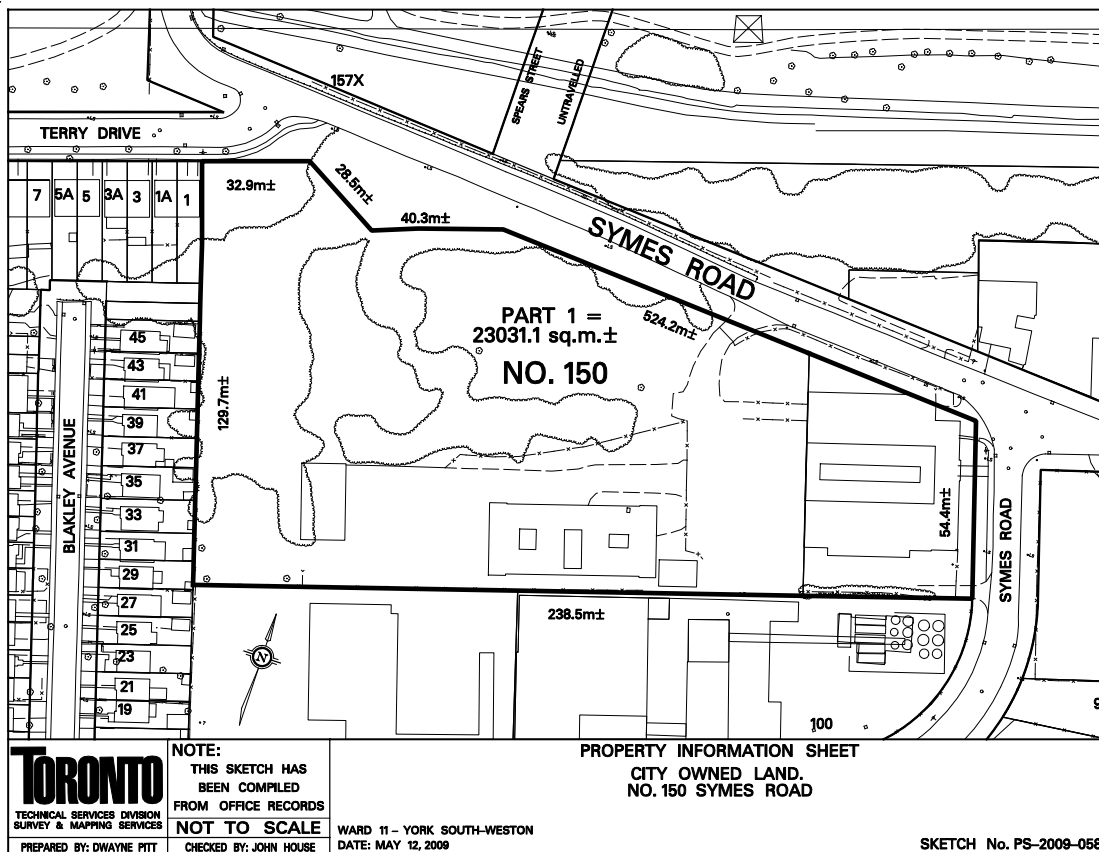 157X
SPEARS STREET
UNTRAVELLED
TERRY DRIVE
7
5A
5
3A
3
1A
1
32.9m±
28.5m±
40.3m±
SYMES ROAD
524.2m±
PART 1 =
23031.1 sq.m.±
NO. 150
129.7m±
54.4m±
SYMES ROAD
BLAKLEY AVENUE
45
43
41
39
37
35
33
31
29
27
25
23
21
19
238.5m±
N
100
9
TORONTO
TECHNICAL SERVICES DIVISION
SURVEY & MAPPING SERVICES
PREPARED BY: DWAYNE PITT
NOTE:
THIS SKETCH HAS
BEEN COMPILED
FROM OFFICE RECORDS
NOT TO SCALE
CHECKED BY: JOHN HOUSE
PROPERTY INFORMATION SHEET
CITY OWNED LAND.
NO. 150 SYMES ROAD
WARD 11 – YORK SOUTH–WESTON
DATE: MAY 12, 2009
SKETCH No. PS–2009–058